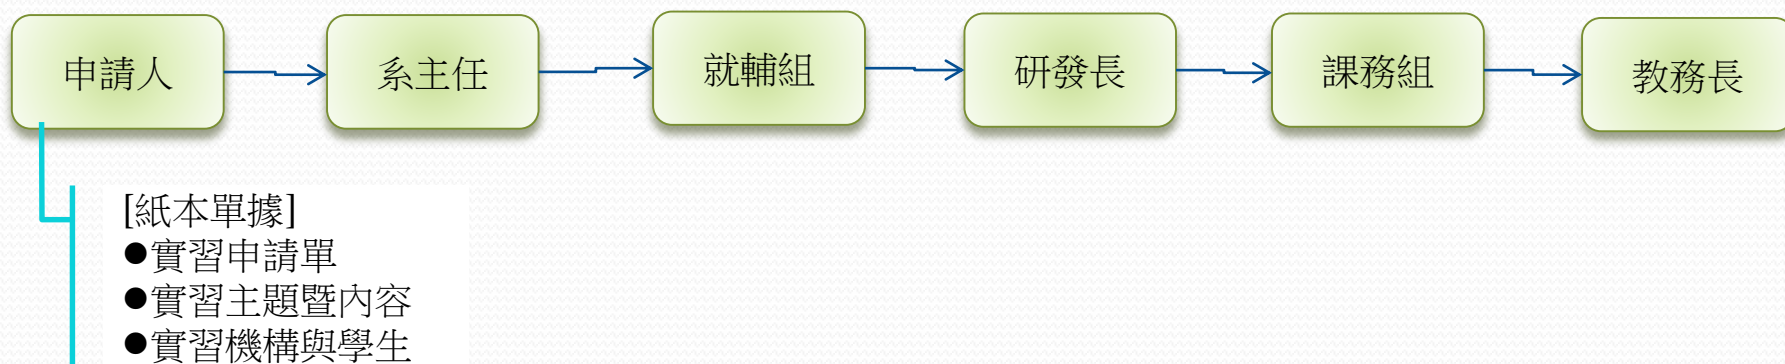 申請人
系主任
就輔組
研發長
課務組
教務長
[紙本單據]
●實習申請單
●實習主題暨內容
●實習機構與學生